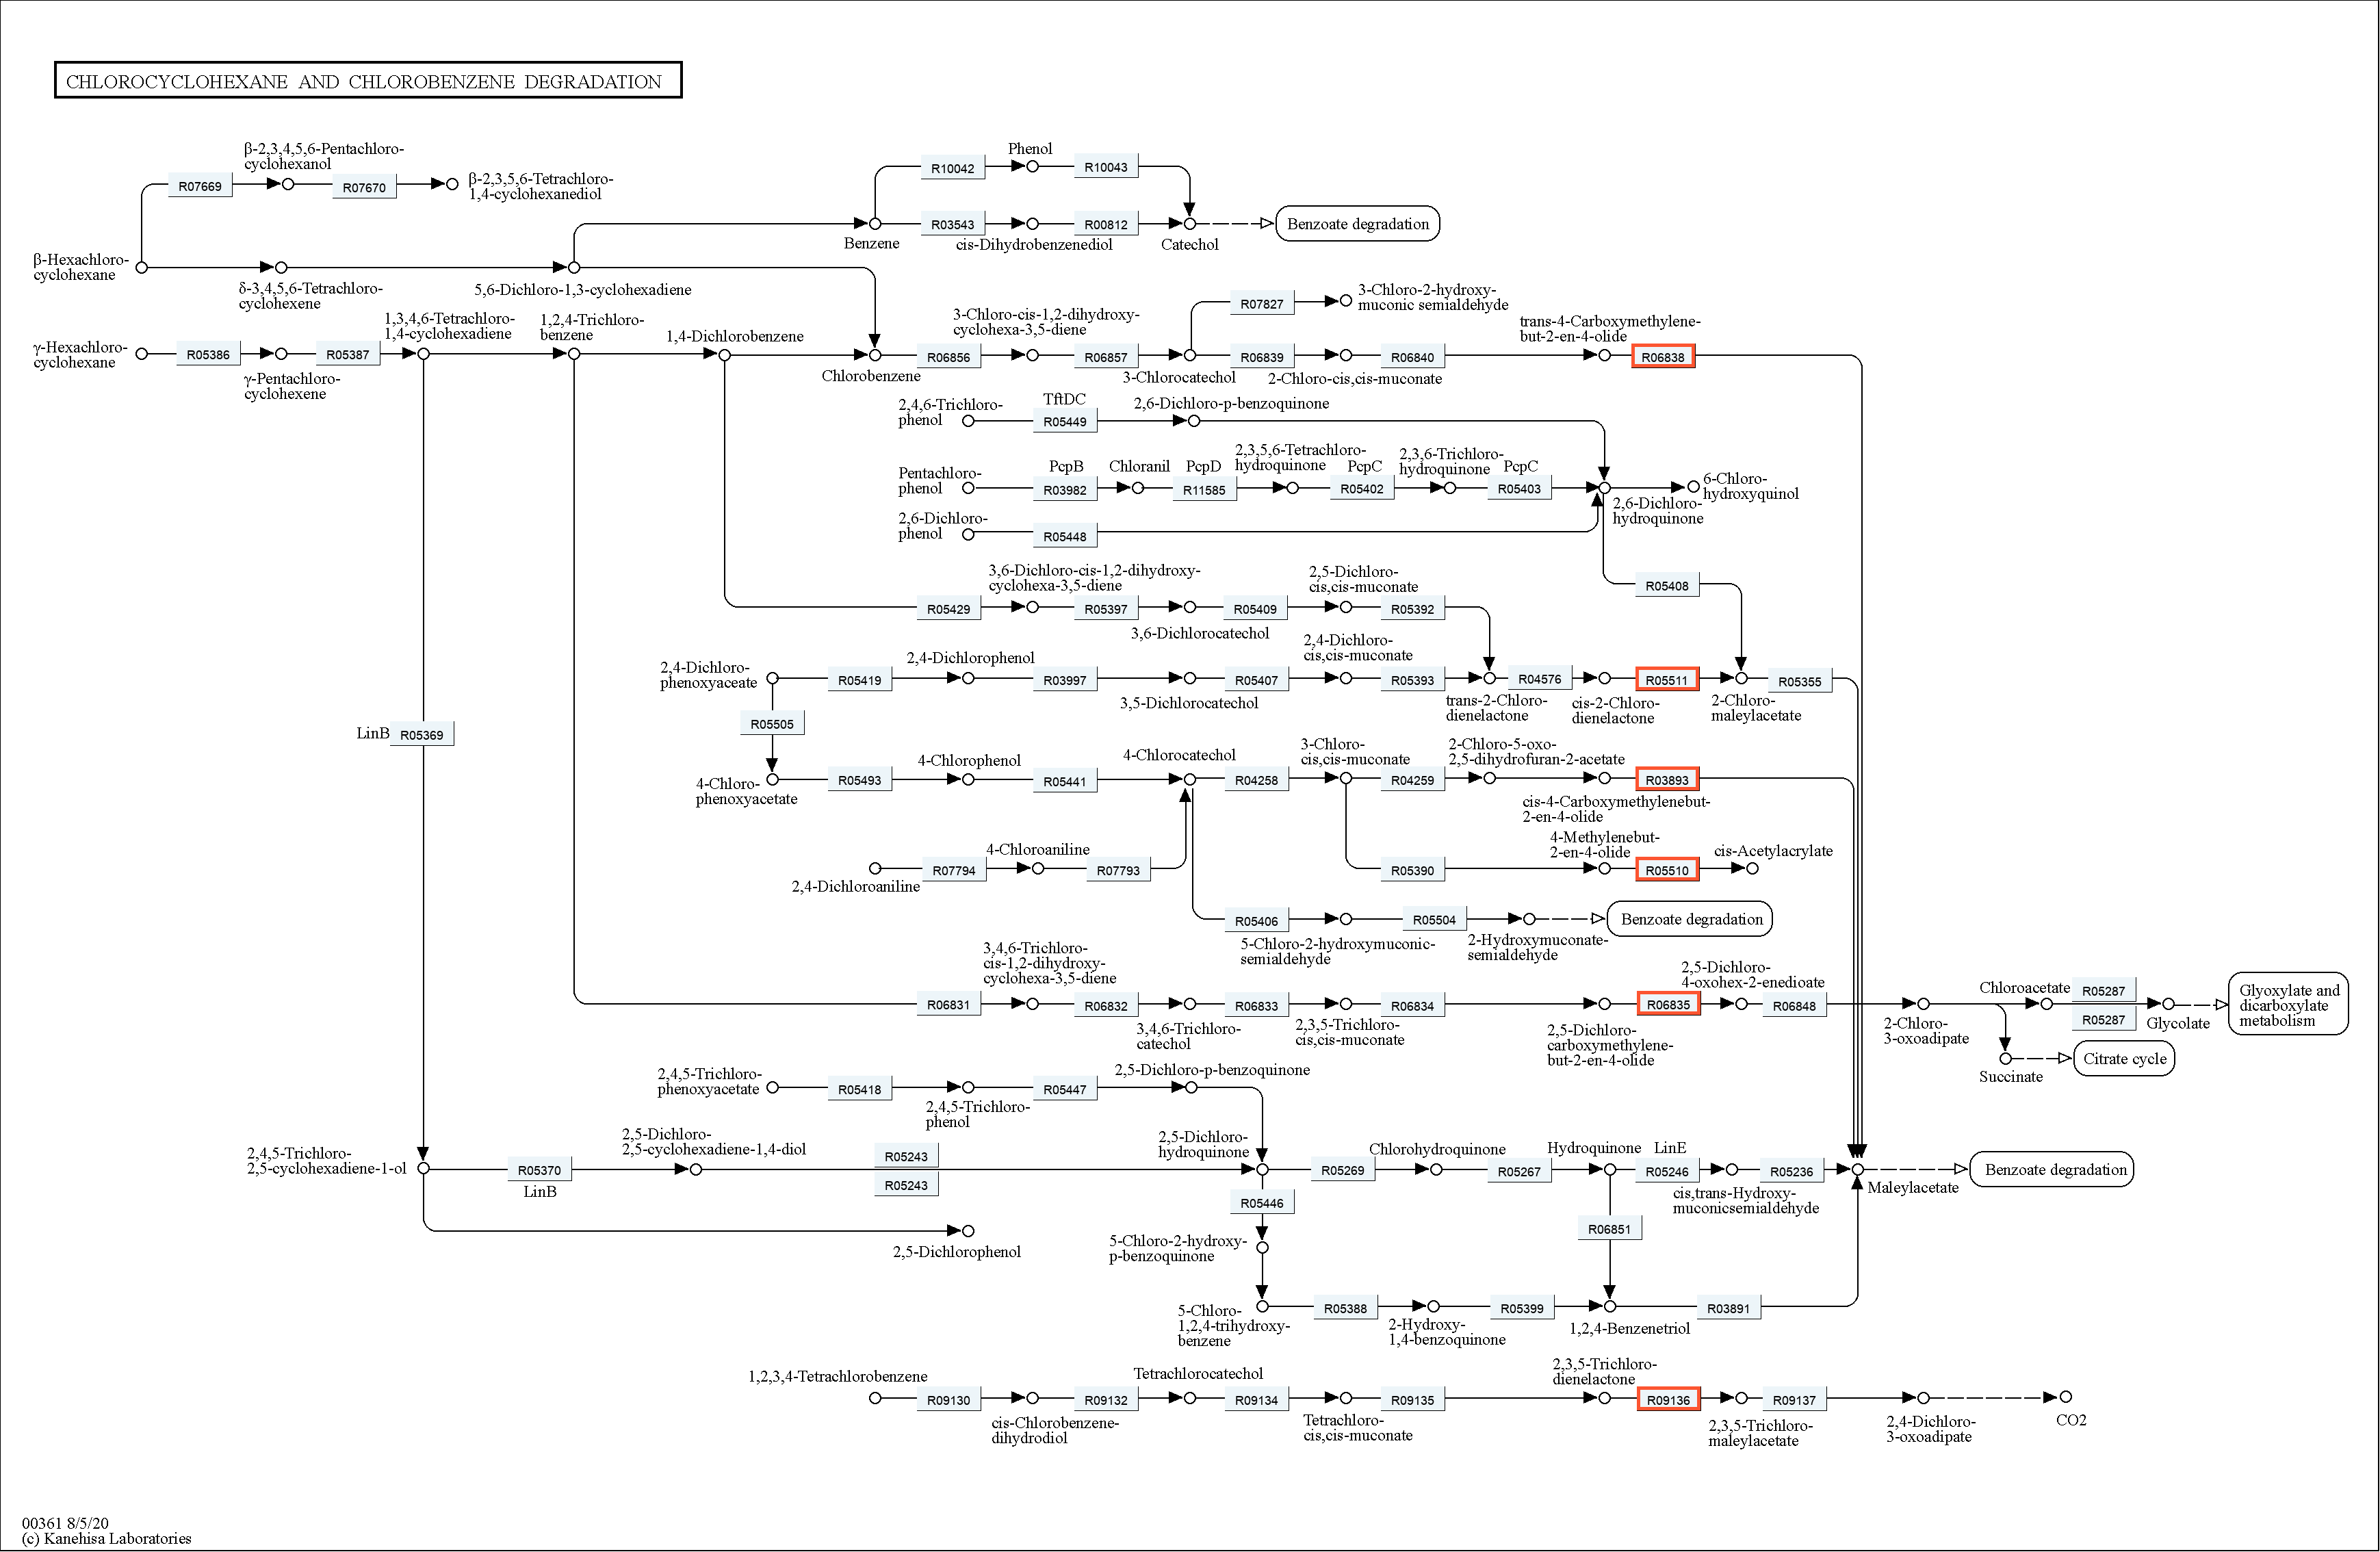 CHLOROCYCLOHEXANE AND CHLOROBENZENE DEGRADATION
β-2,3,4,5,6-Pentachloro-
cyclohexanol
R07669
R07670
β-2,3,5,6-Tetrachloro-
1,4-cyclohexanediol
Phenol
R10042
R10043
Benzene
R03543
cis-Dihydrobenzenediol
R00812
Catechol
Benzoate degradation
β-Hexachloro-
cyclohexane
δ-3,4,5,6-Tetrachloro-
cyclohexene
5,6-Dichloro-1,3-cyclohexadiene
γ-Hexachloro-
cyclohexane
R05386
γ-Pentachloro-
cyclohexene
R05387
1,3,4,6-Tetrachloro-
1,4-cyclohexadiene
1,2,4-Trichloro-
benzene
1,4-Dichlorobenzene
Chlorobenzene
R06856
3-Chloro-cis-1,2-dihydroxy-
cyclohexa-3,5-diene
R06857
3-Chlorocatechol
R07827
3-Chloro-2-hydroxy-
muconic semialdehyde
R06839
2-Chloro-cis,cis-muconate
R06840
trans-4-Carboxymethylene-
but-2-en-4-olide
R06838
2,4,6-Trichloro-
phenol
TftDC
R05449
2,6-Dichloro-p-benzoquinone
Pentachloro-
phenol
PcpB
R03982
Chloranil
PcpD
R11585
2,3,5,6-Tetrachloro-
hydroquinone
PcpC
R05402
2,3,6-Trichloro-
hydroquinone
PcpC
R05403
6-Chloro-
hydroxyquinol
2,6-Dichloro-
hydroquinone
2,6-Dichloro-
phenol
R05448
R05408
R05429
3,6-Dichloro-cis-1,2-dihydroxy-
cyclohexa-3,5-diene
R05397
3,6-Dichlorocatechol
R05409
2,5-Dichloro-
cis,cis-muconate
R05392
2,4-Dichloro-
phenoxyaceate
R05419
2,4-Dichlorophenol
R03997
3,5-Dichlorocatechol
R05407
2,4-Dichloro-
cis,cis-muconate
R05393
trans-2-Chloro-
dienelactone
R04576
cis-2-Chloro-
dienelactone
R05511
2-Chloro-
maleylacetate
R05355
R05505
LinB
R05369
4-Chloro-
phenoxyacetate
R05493
4-Chlorophenol
R05441
4-Chlorocatechol
R04258
3-Chloro-
cis,cis-muconate
R04259
2-Chloro-5-oxo-
2,5-dihydrofuran-2-acetate
R03893
cis-4-Carboxymethylenebut-
2-en-4-olide
2,4-Dichloroaniline
R07794
4-Chloroaniline
R07793
R05390
4-Methylenebut-
2-en-4-olide
R05510
cis-Acetylacrylate
R05406
5-Chloro-2-hydroxymuconic-
semialdehyde
R05504
2-Hydroxymuconate-
semialdehyde
Benzoate degradation
R06831
3,4,6-Trichloro-
cis-1,2-dihydroxy-
cyclohexa-3,5-diene
R06832
3,4,6-Trichloro-
catechol
R06833
2,3,5-Trichloro-
cis,cis-muconate
R06834
2,5-Dichloro-
carboxymethylene-
but-2-en-4-olide
R06835
2,5-Dichloro-
4-oxohex-2-enedioate
R06848
2-Chloro-
3-oxoadipate
Chloroacetate
R05287
R05287
Glycolate
Glyoxylate and
dicarboxylate
metabolism
Succinate
Citrate cycle
2,4,5-Trichloro-
phenoxyacetate
R05418
2,4,5-Trichloro-
phenol
R05447
2,5-Dichloro-p-benzoquinone
2,4,5-Trichloro-
2,5-cyclohexadiene-1-ol
R05370
LinB
2,5-Dichloro-
2,5-cyclohexadiene-1,4-diol
R05243
R05243
2,5-Dichloro-
hydroquinone
R05269
Chlorohydroquinone
R05267
Hydroquinone
LinE
R05246
cis,trans-Hydroxy-
muconicsemialdehyde
R05236
Maleylacetate
Benzoate degradation
2,5-Dichlorophenol
R05446
5-Chloro-2-hydroxy-
p-benzoquinone
R06851
5-Chloro-
1,2,4-trihydroxy-
benzene
R05388
2-Hydroxy-
1,4-benzoquinone
R05399
1,2,4-Benzenetriol
R03891
1,2,3,4-Tetrachlorobenzene
R09130
cis-Chlorobenzene-
dihydrodiol
R09132
Tetrachlorocatechol
R09134
Tetrachloro-
cis,cis-muconate
R09135
2,3,5-Trichloro-
dienelactone
R09136
2,3,5-Trichloro-
maleylacetate
R09137
2,4-Dichloro-
3-oxoadipate
CO2
00361 8/5/20
(c) Kanehisa Laboratories